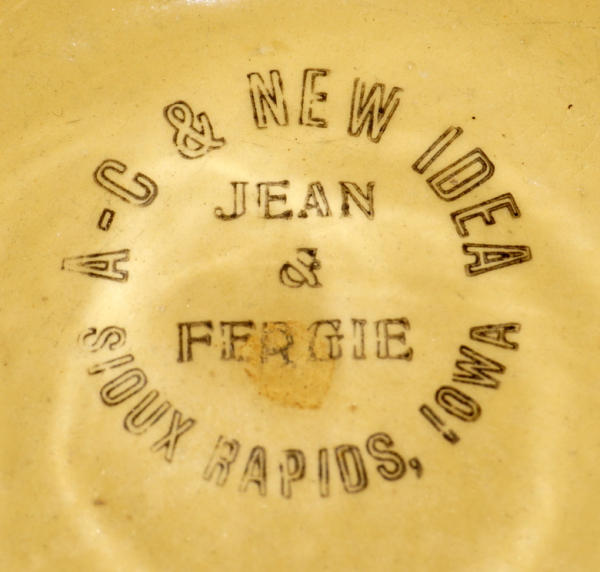 A-C & NEW IDEA
JEAN
&
FERGIE
SIOUX RAPIDS, IOWA